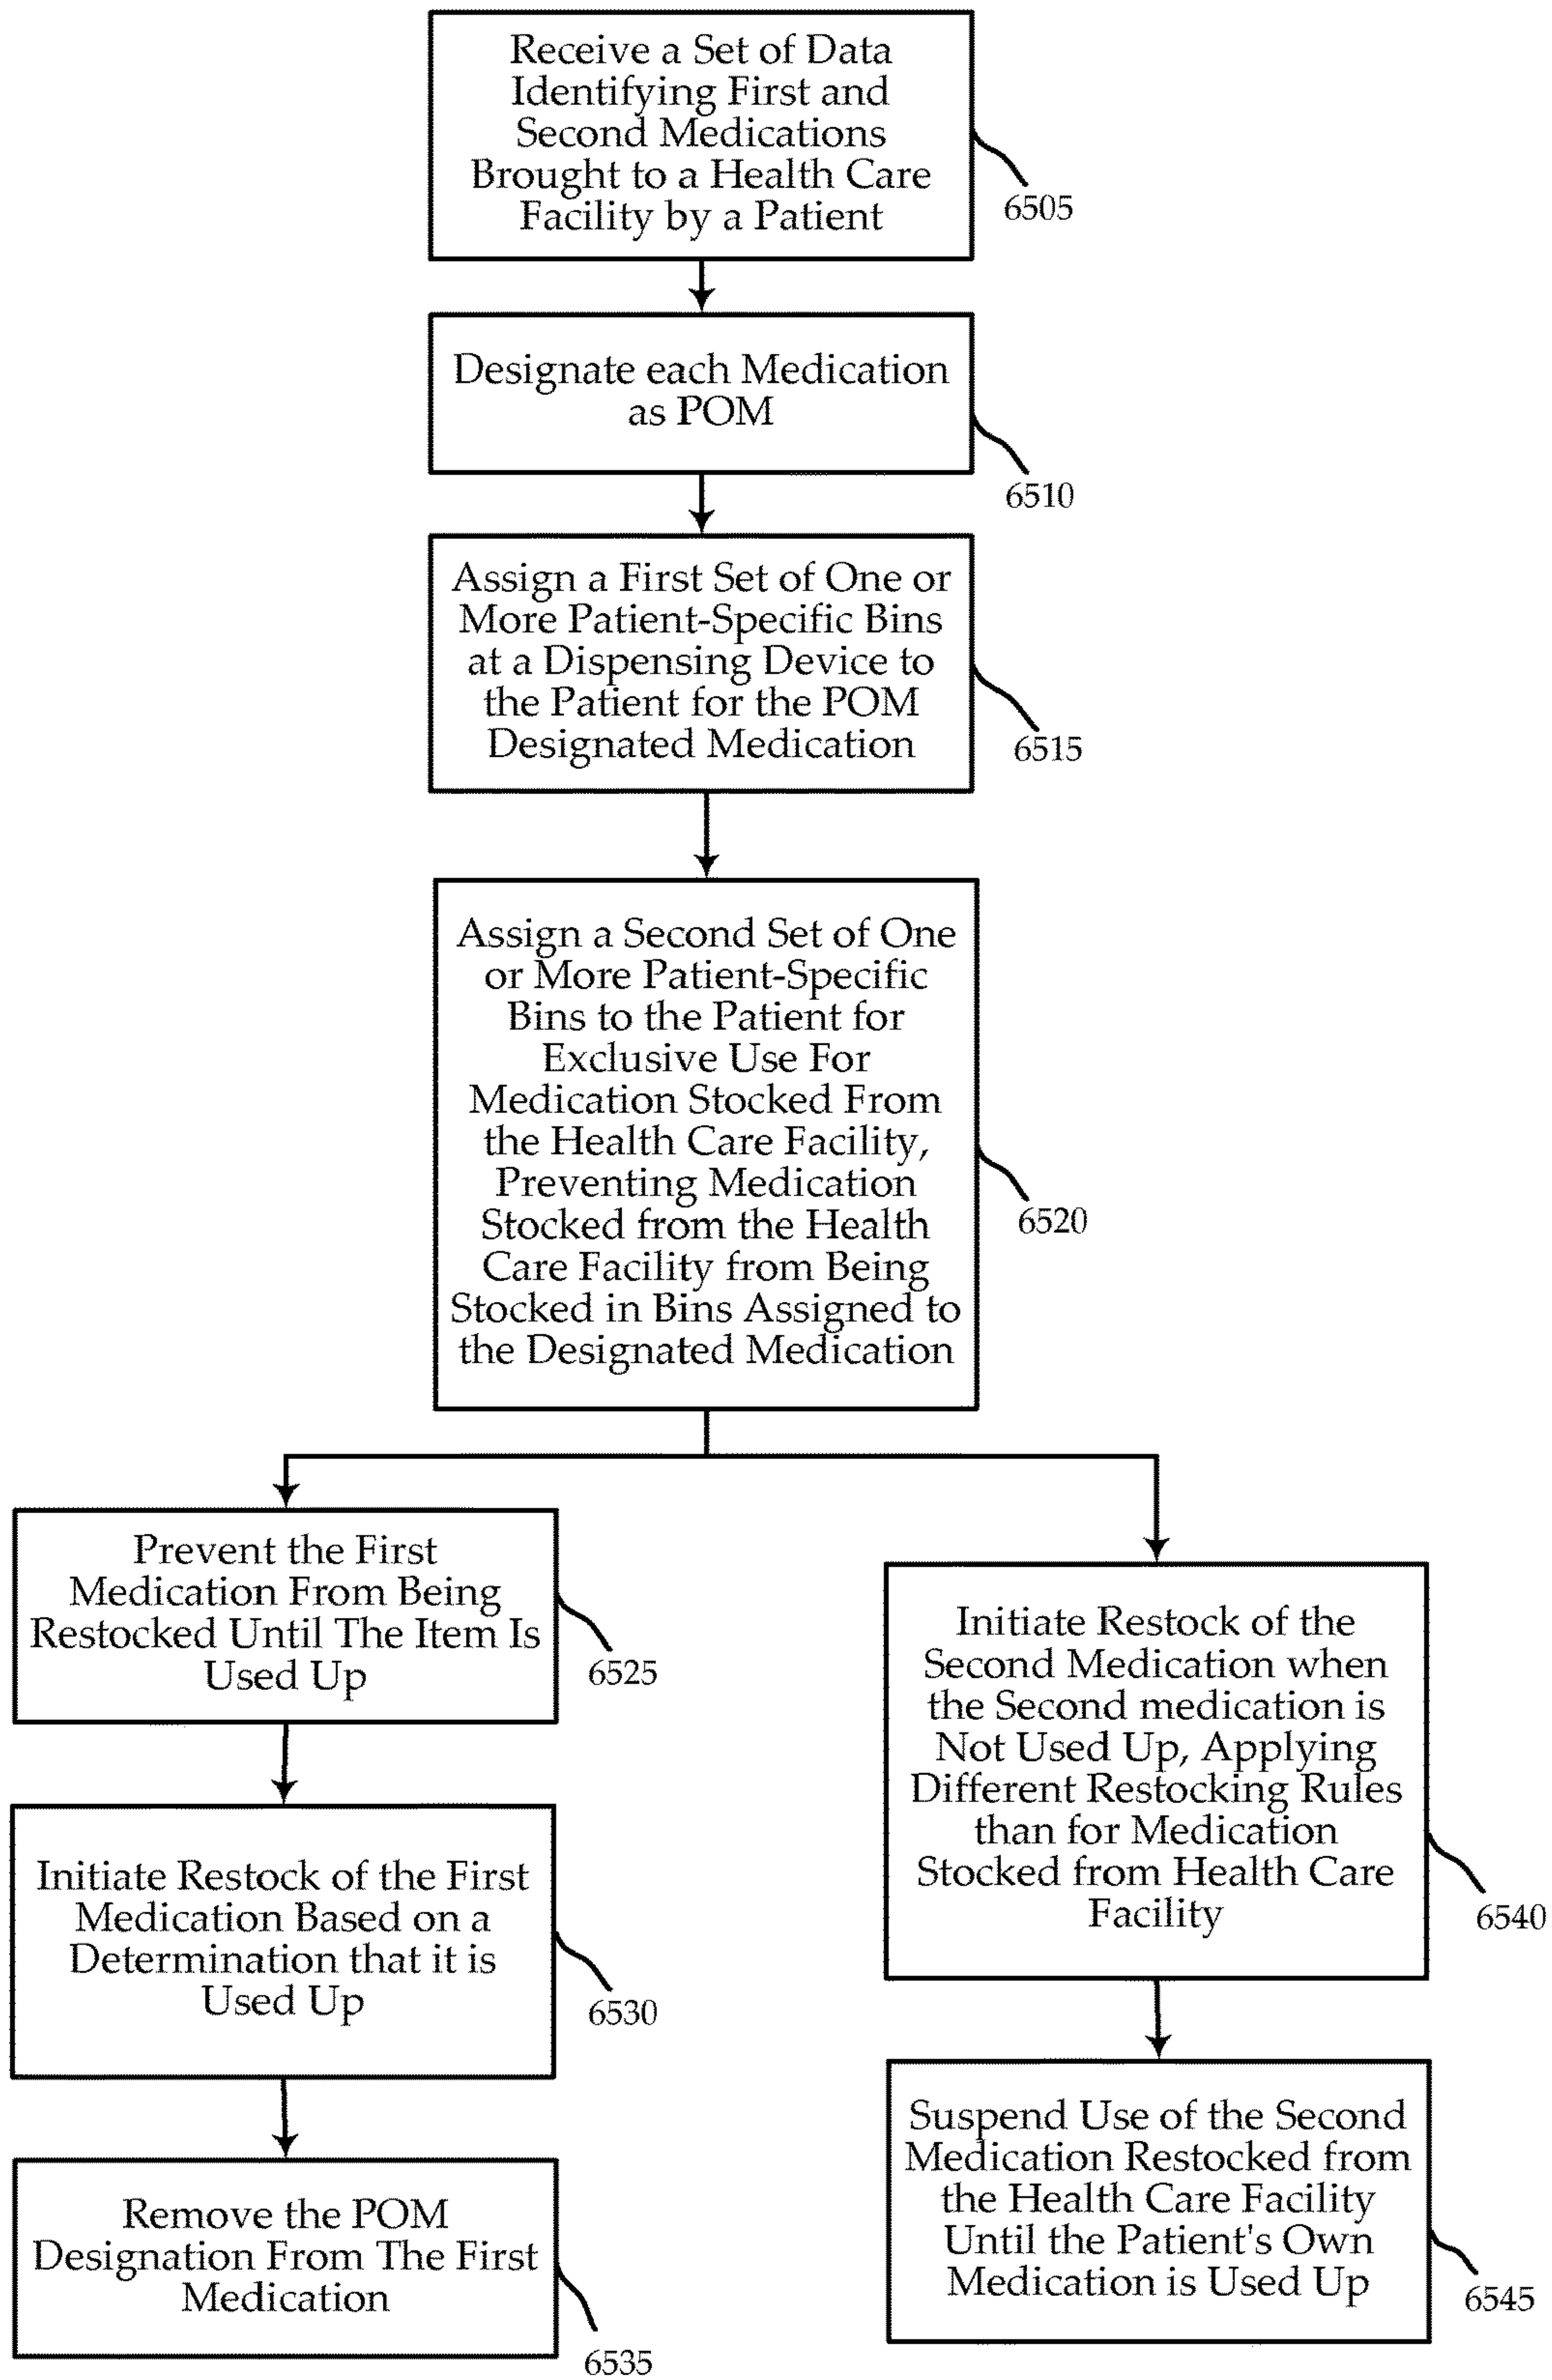 Receive a Set of Data
Identifying First and
Second Medications
Brought to a Health Care
Facility by a Patient
6505
Designate each Medication
as POM
6510
Assign a First Set of One or
More Patient-Specific Bins
at a Dispensing Device to
the Patient for the POM
Designated Medication
6515
Assign a Second Set of One
or More Patient-Specific
Bins to the Patient for
Exclusive Use For
Medication Stocked From
the Health Care Facility,
Preventing Medication
Stocked from the Health
Care Facility from Being
Stocked in Bins Assigned to
the Designated Medication
6520
Prevent the First
Medication From Being
Restocked Until The Item Is
Used Up
6525
Initiate Restock of the First
Medication Based on a
Determination that it is
Used Up
6530
Remove the POM
Designation From The First
Medication
6535
Initiate Restock of the
Second Medication when
the Second medication is
Not Used Up, Applying
Different Restocking Rules
than for Medication
Stocked from Health Care
Facility
6540
Suspend Use of the Second
Medication Restocked from
the Health Care Facility
Until the Patient's Own
Medication is Used Up
6545